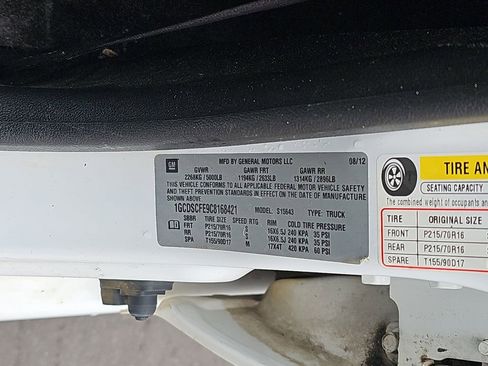 GM
MFD BY GENERAL MOTORS LLC 08/12
GVWR GAWR FRT GAWR RR
2268KG / 5000LB 1194KG / 2633LB 1314KG / 2896LB
THIS VEHICLE CONFORMS TO ALL APPLICABLE U.S. FEDERAL MOTOR VEHICLE SAFETY
AND THEFT PREVENTION STANDARDS IN EFFECT ON THE DATE OF MANUFACTURE
SHOWN ABOVE
1GCDSCFE9C8168421 S15643 TYPE: TRUCK
TIRE SIZE SPEED RTG RIM COLD TIRE PRESSURE
FRT P215/70R16 S 16X6.5J 240 KPA 35 PSI
RR P215/70R16 S 16X6.5J 240 KPA 35 PSI
SPA T155/90D17 M 17X4T 420 KPA 60 PSI
TIRE AN
SEATING CAPACITY
The combined weight of occupants and
TIRE ORIGINAL SIZE
FRONT P215/70R16
REAR P215/70R16
SPARE T155/90D17